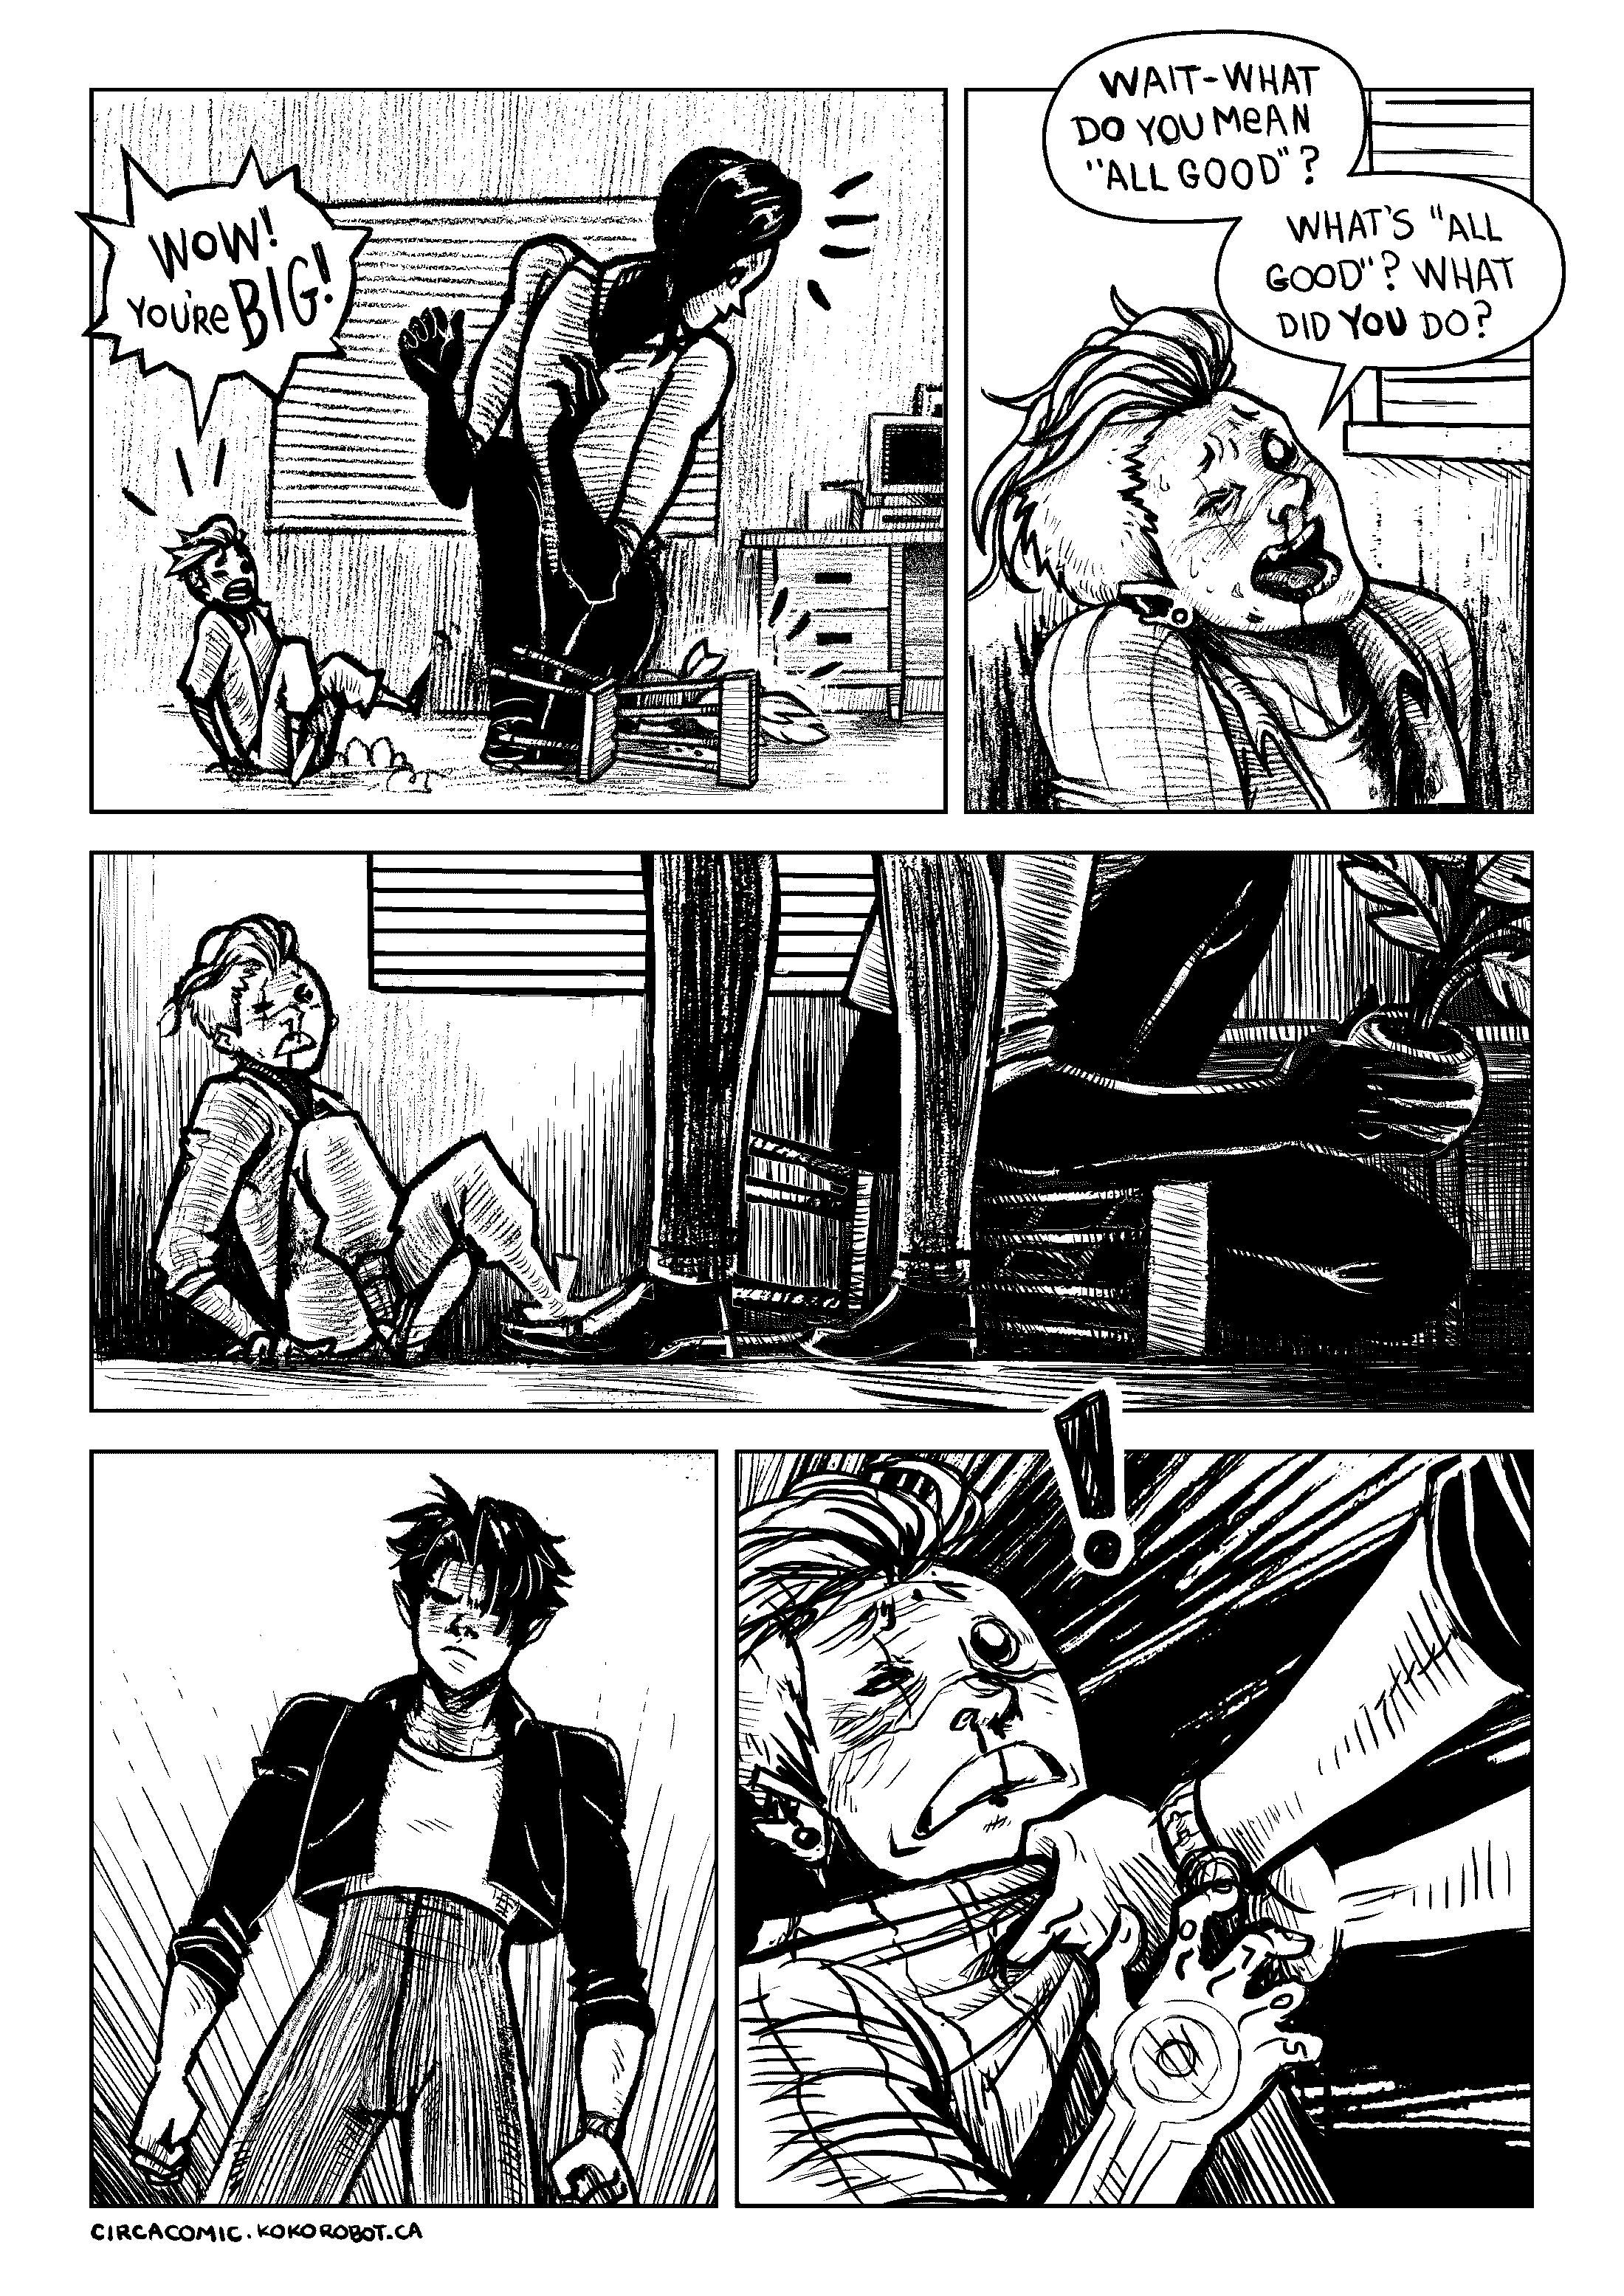 WOW!
YOU'RE BIG!
WAIT-WHAT
DO YOU MeAN
"ALL GOOD"?
WHAT'S "ALL
GOOD"? WHAT
DID YOU DO?
!
CIRCACOMIC.KOKOROBOT.CA